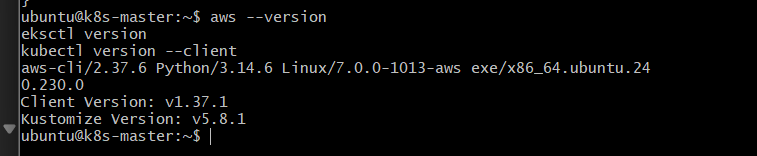 }
ubuntu@k8s-master:~$ aws --version
eksctl version
kubectl version --client
aws-cli/2.37.6 Python/3.14.6 Linux/7.0.0-1013-aws exe/x86_64.ubuntu.24
0.230.0
Client Version: v1.37.1
Kustomize Version: v5.8.1
ubuntu@k8s-master:~$